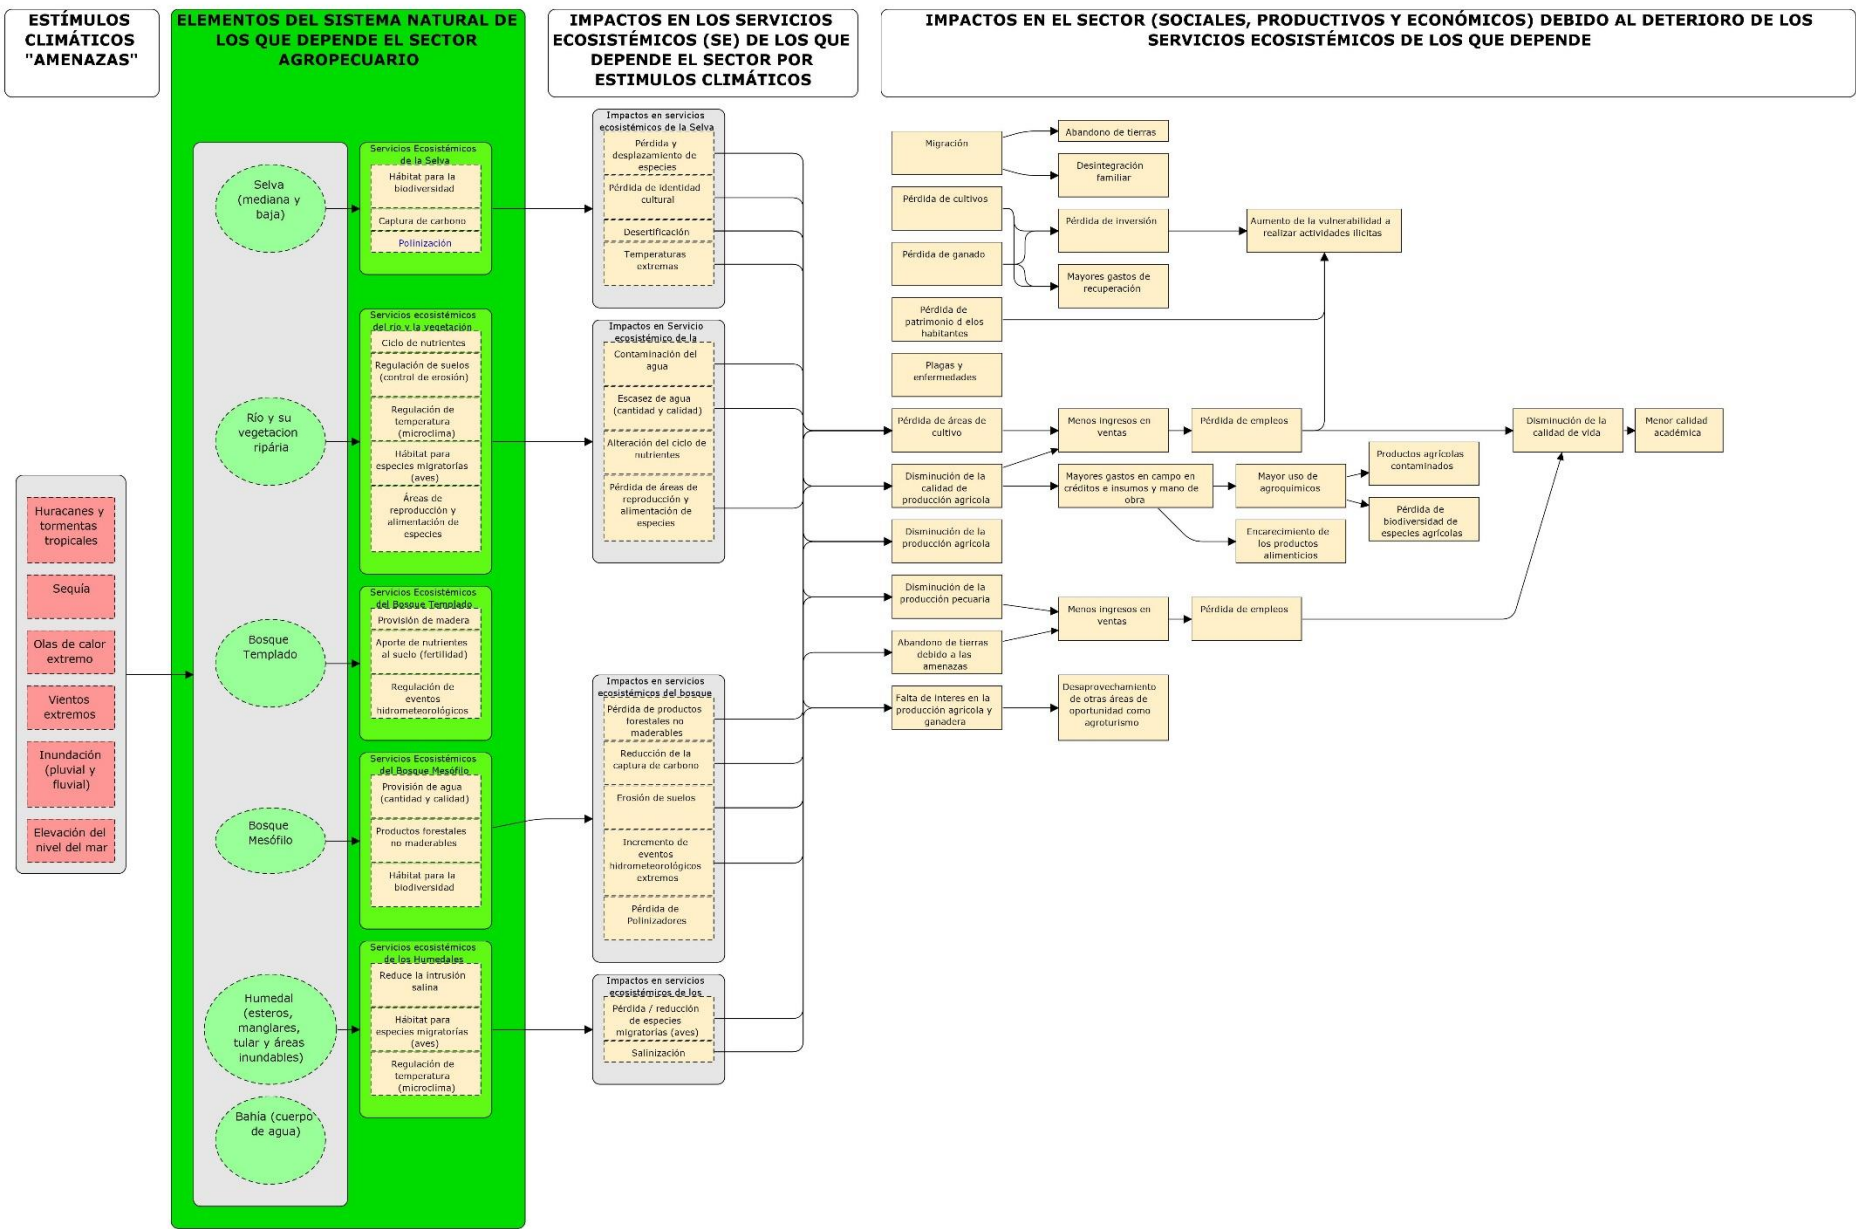 ESTÍMULOS
CLIMÁTICOS
"AMENAZAS"
ELEMENTOS DEL SISTEMA NATURAL DE
LOS QUE DEPENDE EL SECTOR
AGROPECUARIO
IMPACTOS EN LOS SERVICIOS
ECOSISTÉMICOS (SE) DE LOS QUE
DEPENDE EL SECTOR POR
ESTIMULOS CLIMÁTICOS
IMPACTOS EN EL SECTOR (SOCIALES, PRODUCTIVOS Y ECONÓMICOS) DEBIDO AL DETERIORO DE LOS
SERVICIOS ECOSISTÉMICOS DE LOS QUE DEPENDE
Huracanes y
tormentas
tropicales
Sequía
Olas de calor
extremo
Vientos
extremos
Inundación
(pluvial y
fluvial)
Elevación del
nivel del mar
Selva
(mediana y
baja)
Río y su
vegetacion
ripária
Bosque
Templado
Bosque
Mesófilo
Humedal
(esteros,
manglares,
tular y áreas
inundables)
Bahía (cuerpo
de agua)
Servicios Ecosistémicos
de la Selva
Hábitat para la
biodiversidad
Captura de carbono
Polinización
Servicios ecosistémicos
del rio y la vegetación
Ciclo de nutrientes
Regulación de suelos
(control de erosión)
Regulación de
temperatura
(microclima)
Hábitat para
especies migratorías
(aves)
Áreas de
reproducción y
alimentación de
especies
Servicios Ecosistémicos
del Bosque Templado
Provisión de madera
Aporte de nutrientes
al suelo (fertilidad)
Regulación de
eventos
hidrometeorológicos
Servicios Ecosistémicos
del Bosque Mesófilo
Provisión de agua
(cantidad y calidad)
Productos forestales
no maderables
Hábitat para la
biodiversidad
Servicios ecosistémicos
de los Humedales
Reduce la intrusión
salina
Hábitat para
especies migratorías
(aves)
Regulación de
temperatura
(microclima)
Impactos en servicios
ecosistémicos de la Selva
Pérdida y
desplazamiento de
especies
Pérdida de identidad
cultural
Desertificación
Temperaturas
extremas
Impactos en Servicio
ecosistémico de la
Contaminación del
agua
Escasez de agua
(cantidad y calidad)
Alteración del ciclo de
nutrientes
Pérdida de áreas de
reproducción y
alimentación de
especies
Impactos en servicios
ecosistémicos del bosque
Pérdida de productos
forestales no
maderables
Reducción de la
captura de carbono
Erosión de suelos
Incremento de
eventos
hidrometeorológicos
extremos
Pérdida de
Polinizadores
Impactos en servicios
ecosistémicos de los
Pérdida / reducción
de especies
migratorias (aves)
Salinización
Migración
Abandono de tierras
Desintegración
familiar
Pérdida de cultivos
Pérdida de ganado
Pérdida de inversión
Mayores gastos de
recuperación
Aumento de la vulnerabilidad a
realizar actividades ilicitas
Pérdida de
patrimonio d elos
habitantes
Plagas y
enfermedades
Pérdida de áreas de
cultivo
Menos ingresos en
ventas
Pérdida de empleos
Disminución de la
calidad de vida
Menor calidad
académica
Disminución de la
calidad de
producción agricola
Mayores gastos en campo en
créditos e insumos y mano de
obra
Mayor uso de
agroquimicos
Productos agrícolas
contaminados
Pérdida de
biodiversidad de
especies agrícolas
Encarecimiento de
los productos
alimenticios
Disminución de la
producción agrícola
Disminución de la
producción pecuaria
Abandono de tierras
debido a las
amenazas
Menos ingresos en
ventas
Pérdida de empleos
Falta de interes en la
producción agrícola y
ganadera
Desaprovechamiento
de otras áreas de
oportunidad como
agroturismo